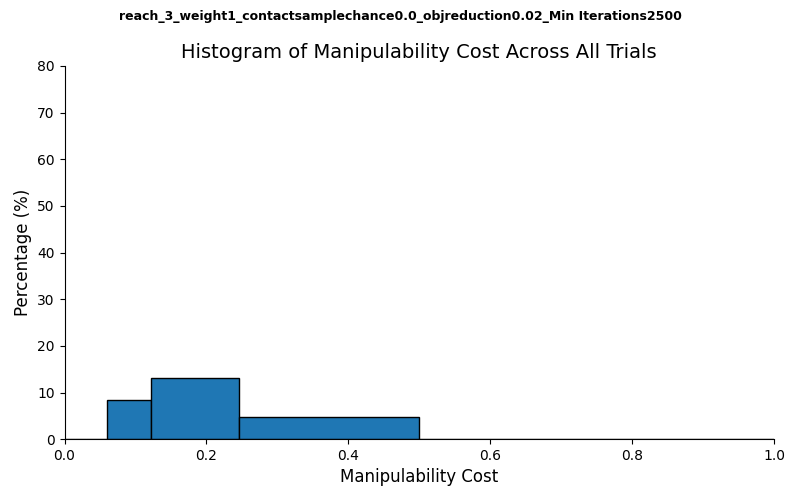 reach_3_weight1_contactsamplechance0.0_objreduction0.02_Min Iterations2500
Histogram of Manipulability Cost Across All Trials
80
70
60
50
40
30
20
10
0
Percentage (%)
0.0 0.2 0.4 0.6 0.8 1.0
Manipulability Cost